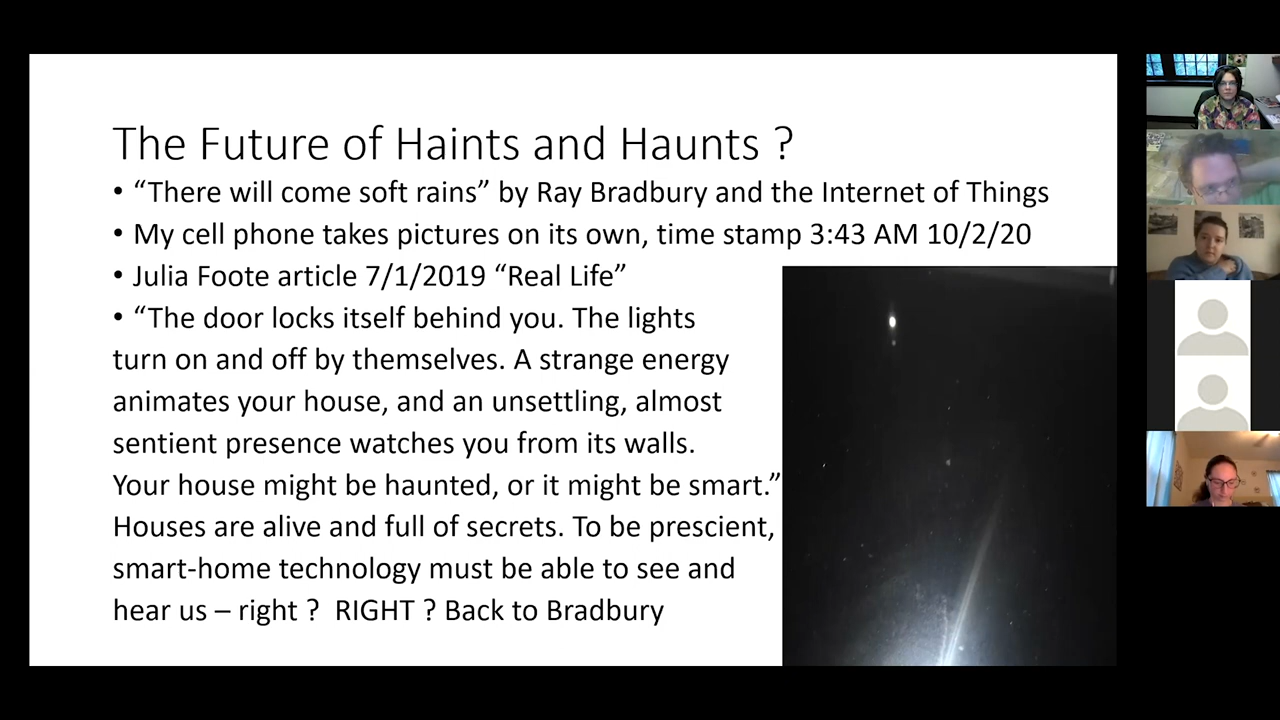 The Future of Haints and Haunts ?
• “There will come soft rains” by Ray Bradbury and the Internet of Things
• My cell phone takes pictures on its own, time stamp 3:43 AM 10/2/20
• Julia Foote article 7/1/2019 “Real Life”
• “The door locks itself behind you. The lights
turn on and off by themselves. A strange energy
animates your house, and an unsettling, almost
sentient presence watches you from its walls.
Your house might be haunted, or it might be smart.”
Houses are alive and full of secrets. To be prescient,
smart-home technology must be able to see and
hear us – right ?  RIGHT ? Back to Bradbury